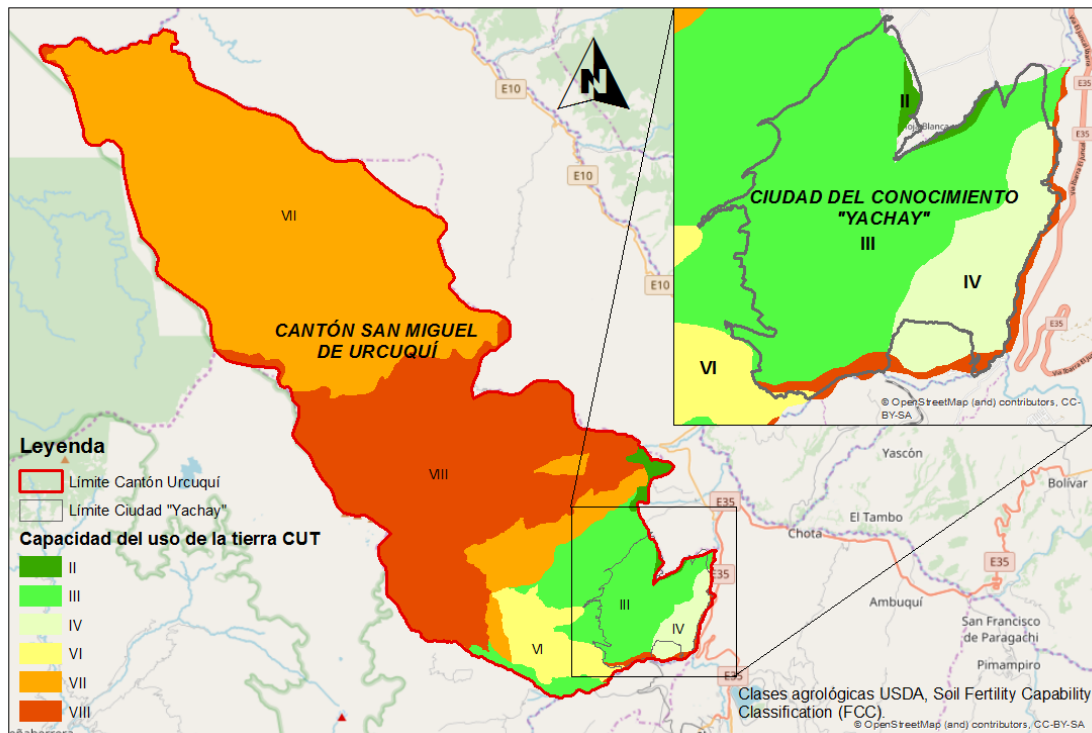 E10
E10
E10
VII
CANTÓN SAN MIGUEL
DE URCUQUÍ
VIII
III
IV
VI
N
II
CIUDAD DEL CONOCIMIENTO
"YACHAY"
III
IV
VI
E35
E35
© OpenStreetMap (and) contributors, CC-
BY-SA
Leyenda
Límite Cantón Urcuquí
Límite Ciudad "Yachay"
Capacidad del uso de la tierra CUT
II
III
IV
VI
VII
VIII
Yascón
Bolívar
El Tambo
Chota
E35
E35
E35
Ambuquí
San Francisco
de Paragachi
Pimampiro
E35
Clases agrológicas USDA, Soil Fertility Capability
Classification (FCC).
© OpenStreetMap (and) contributors, CC-BY-SA